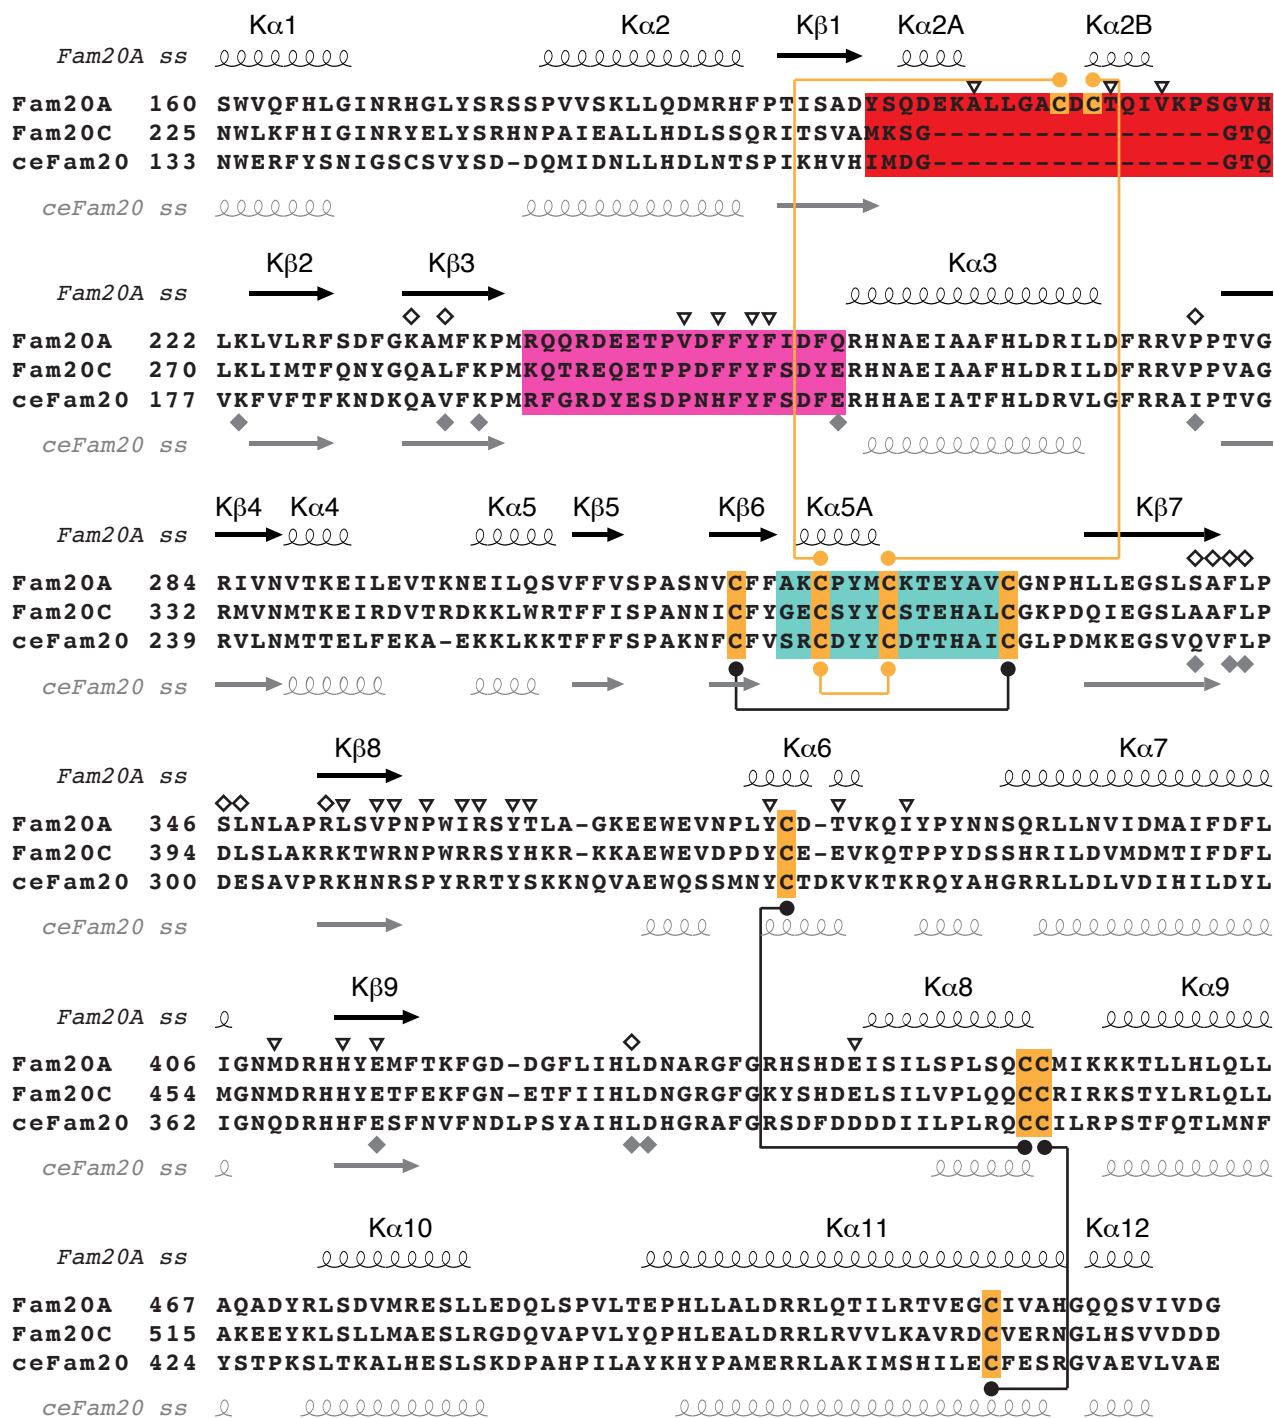 Kα1 Kα2 Kβ1 Kα2A Kα2B
Fam20A ss
Fam20A 160 SWVQFHLGINRHGLYSRSSPVVSKLLQDMRHFPTISADYSQDEKALLGACDCTQIVKPSGVH
Fam20C 225 NWLKFHIGINRYELYSRHNPAIEALLHDLSSQRITSVAMKSG-----------------GTQ
ceFam20 133 NWERFYSNIGSCSVYSD-DQMIDNLLHDLNTSPIKHVHIMDG-----------------GTQ
ceFam20 ss
Kβ2 Kβ3 Kα3
Fam20A ss
Fam20A 222 LKLVLRFSDFGKAMFKPMRQQRDEETPVDFFYFIDFQRHNAEIAAFHLDRILDFRRVPPTVG
Fam20C 270 LKLIMTFQNYGQALFKPMKQTREQETPPDFFYFSDYERHNAEIAAFHLDRILDFRRVPPVAG
ceFam20 177 VKFVFTFKNDKQAVFKPMRFGRDYESDPNHFYFSDFERHHAEIATFHLDRVLGFRRAIPTVG
ceFam20 ss
Kβ4 Kα4 Kα5 Kβ5 Kβ6 Kα5A Kβ7
Fam20A ss
Fam20A 284 RIVNVTKEILEVTKNEILQSVFFVSPASNVCFFAKCPYMCKTEYAVCGNPHLLEGSLSAFLP
Fam20C 332 RMVNMTKEIRDVTRDKKLWRTFFISPANNICFYGECSYYCSTEHALCGKPDQIEGSLAAFLP
ceFam20 239 RVLNMTTELFEKA-EKKLKKTFFFSPAKNFCFVSRCDYYCDTTHAICGLPDMKEGSVQVFLP
ceFam20 ss
Kβ8 Kα6 Kα7
Fam20A ss
Fam20A 346 SLNLAPRLSVPNPWIRSYTLA-GKEEWEVNPLYCD-TVKQIYPYNNSQRLLNVIDMAIFDFL
Fam20C 394 DLSLAKRKTWRNPWRRSYHKR-KKAEWEVDPDYCE-EVKQTPPYDSSHRILDVMDMTIFDFL
ceFam20 300 DESAVPRKHNRSPYRRTYSKKNQVAEWQSSMNYCTDKVKTKRQYAHGRRLLDLVDIHILDYL
ceFam20 ss
Kβ9 Kα8 Kα9
Fam20A ss
Fam20A 406 IGNMDRHHYEMFTKFGD-DGFLIHLDNARGFGRHSHDEISILSPLSQCCMIKKKTLLHLQLL
Fam20C 454 MGNMDRHHYETFEKFGN-ETFIIHLDNGRGFGKYSHDELSILVPLQQCCRIRKSTYLRLQLL
ceFam20 362 IGNQDRHHFESFNVFNDLPSYAIHLDHGRAFGRSDFDDDDIILPLRQCCILRPSTFQTLMNF
ceFam20 ss
Kα10 Kα11 Kα12
Fam20A ss
Fam20A 467 AQADYRLSDVMRESLLEDQLSPVLTEPHLLALDRRLQTILRTVEGCIVAHGQQSVIVDG
Fam20C 515 AKEEYKLSLLMAESLRGDQVAPVLYQPHLEALDRRLRVVLKAVRDCVERNGLHSVVDDD
ceFam20 424 YSTPKSLTKALHESLSKDPAHPILAYKHYPAMERRLAKIMSHILECFESRGVAEVLVAE
ceFam20 ss